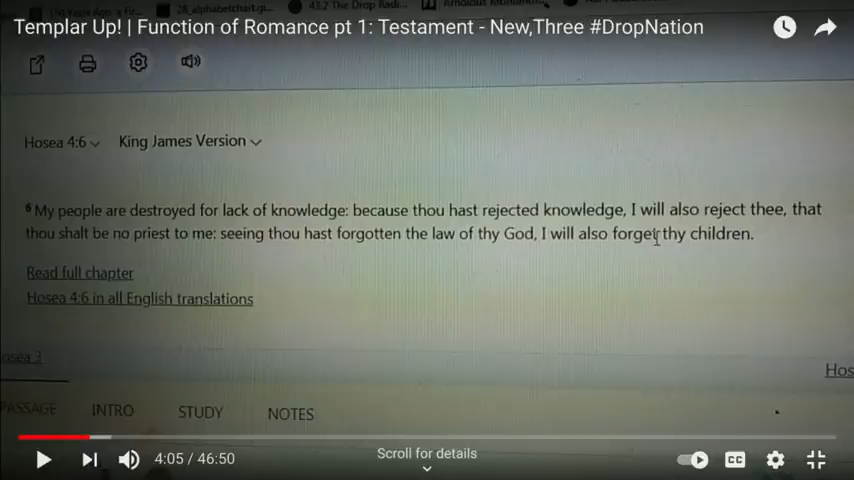 Templar Up! | Function of Romance pt 1: Testament - New,Three #DropNation
Hosea 4:6 King James Version
6 My people are destroyed for lack of knowledge: because thou hast rejected knowledge, I will also reject thee, that
thou shalt be no priest to me: seeing thou hast forgotten the law of thy God, I will also forget thy children.
Read full chapter
Hosea 4:6 in all English translations
osea 3
Hos
PASSAGE INTRO STUDY NOTES
4:05 / 46:50
Scroll for details
CC